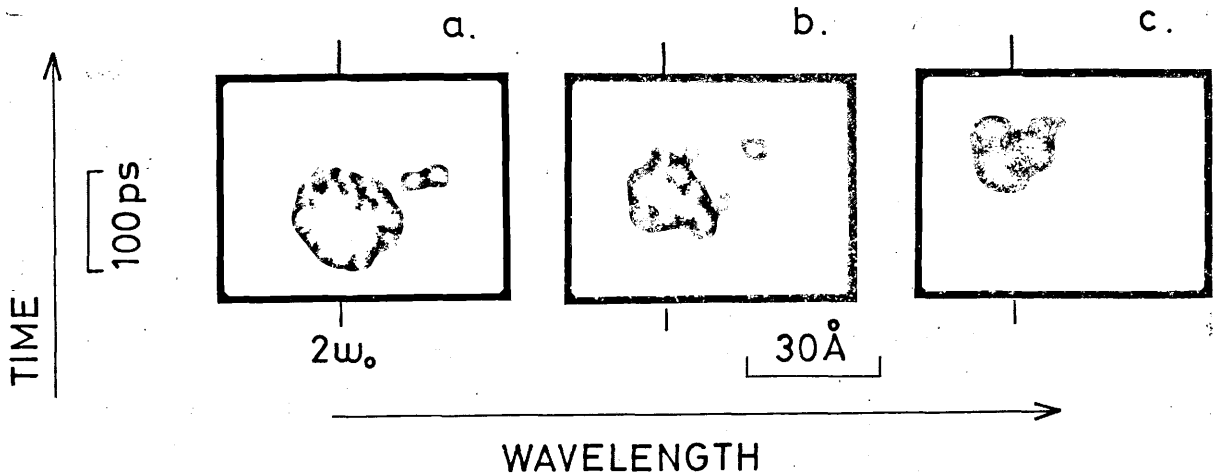 a.
b.
c.
100ps
TIME
2ω₀
30Å
WAVELENGTH